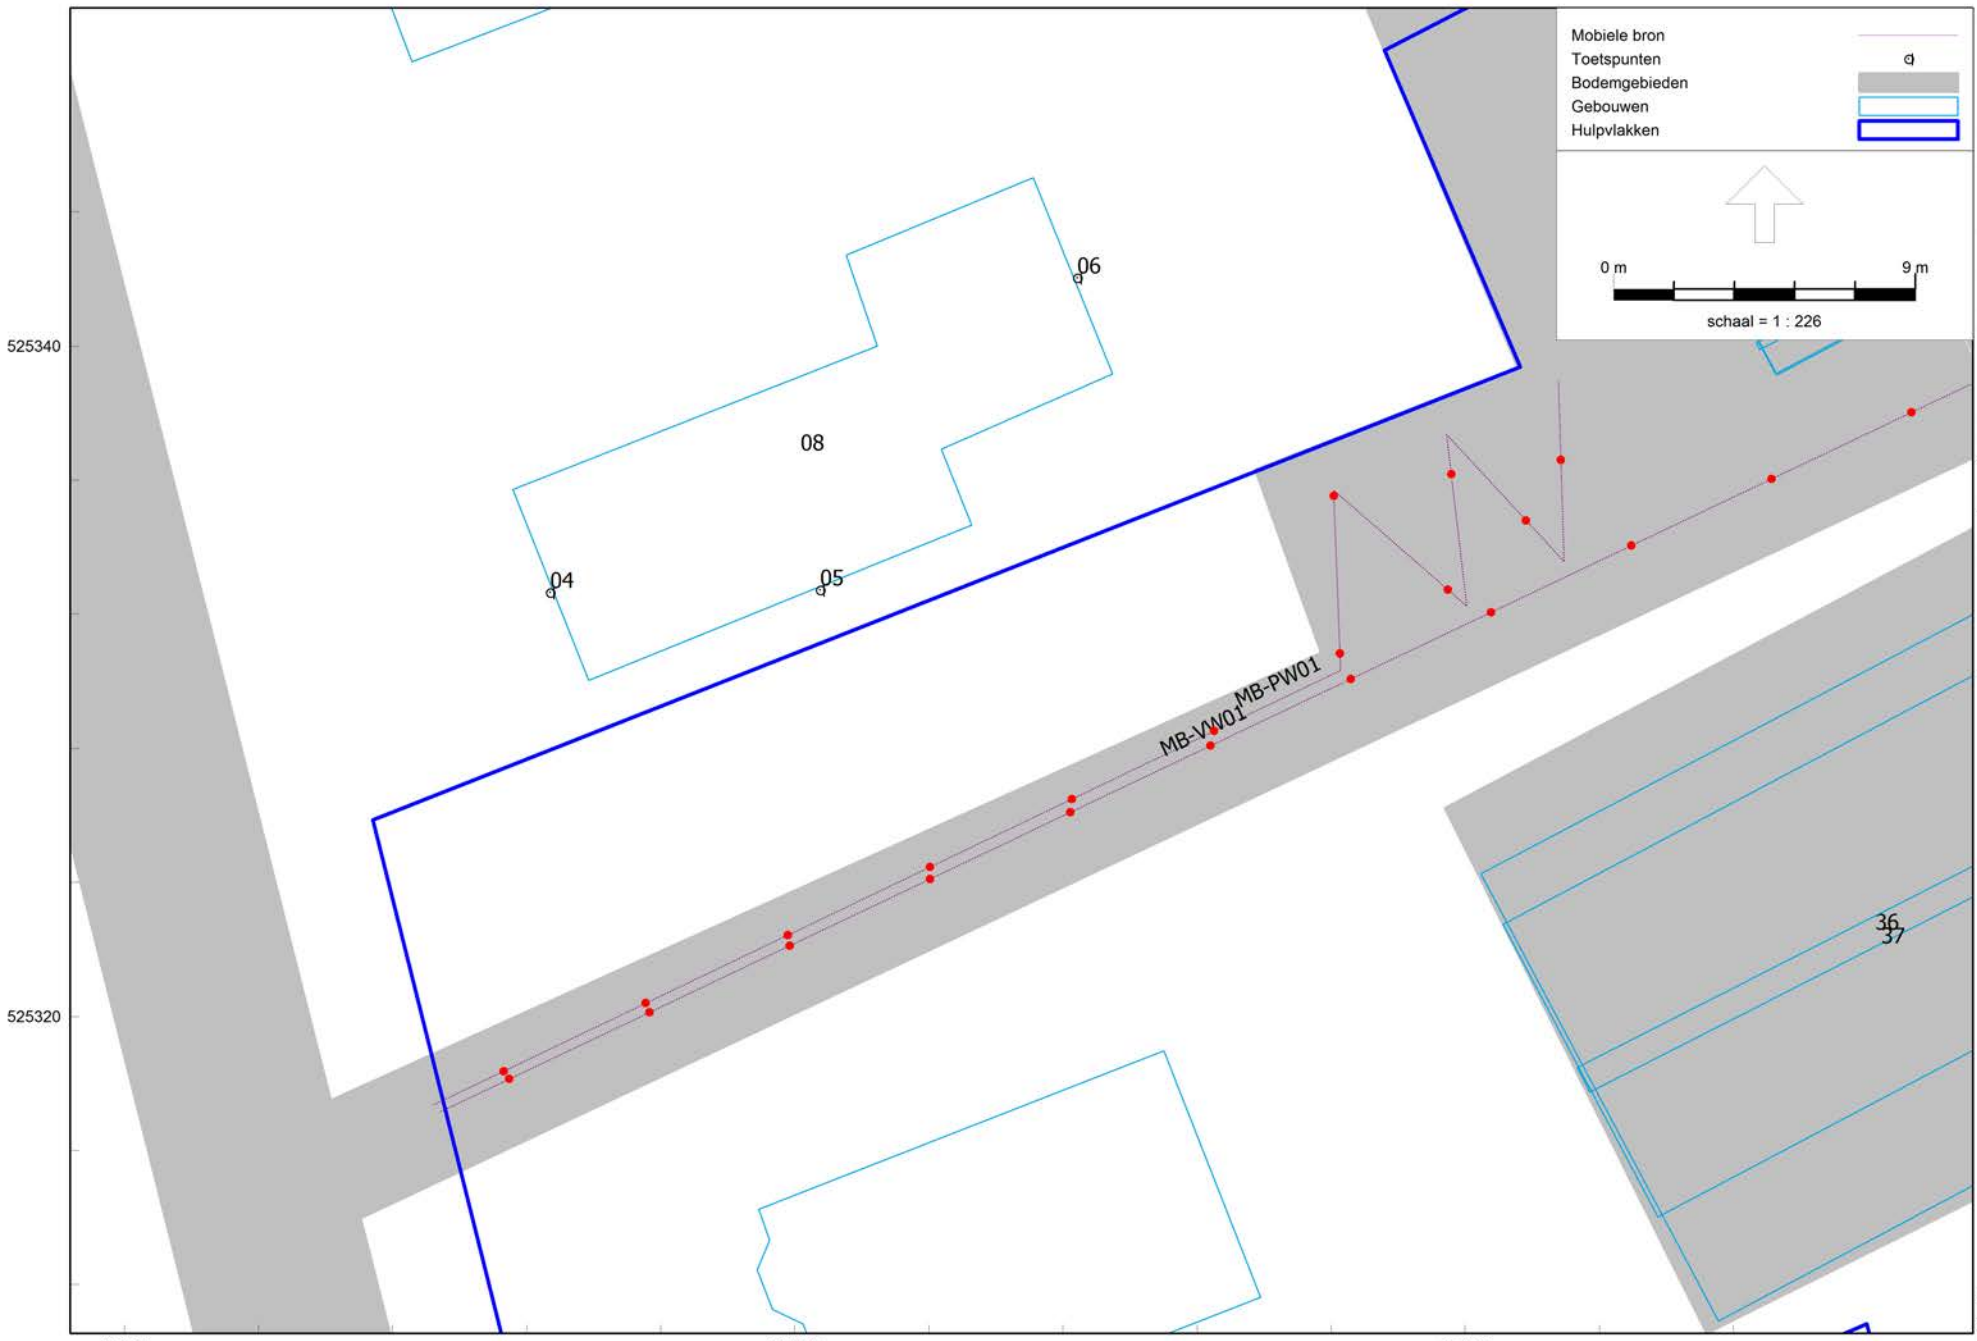 Mobiele bron
Toetspunten
Bodemgebieden
Gebouwen
Hulpvlakken
0 m 9 m
schaal = 1 : 226
06
525340
08
04
05
MB-PW01
MB-VW01
36
37
525320